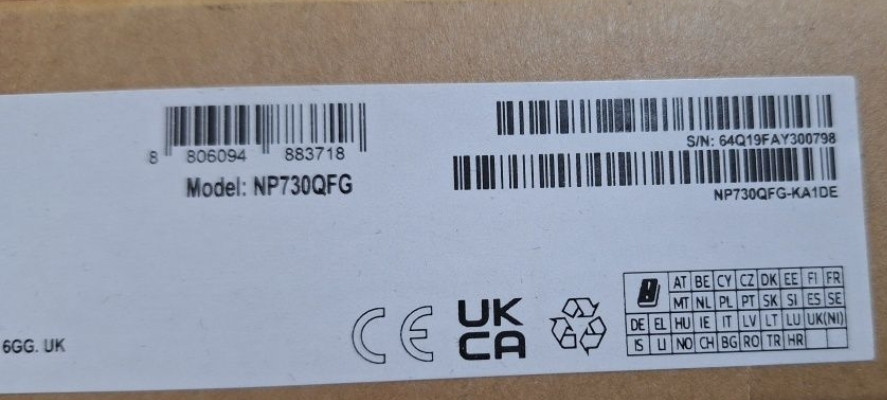 8 806094 883718
Model: NP730QFG
S/N: 64Q19FAY300798
NP730QFG-KA1DE
6GG. UK
CE
UK
CA
AT BE CY CZ DK EE FI FR
MT NL PL PT SK SI ES SE
DE EL HU IE IT LV LT LU UK(NI)
IS LI NO CH BG RO TR HR